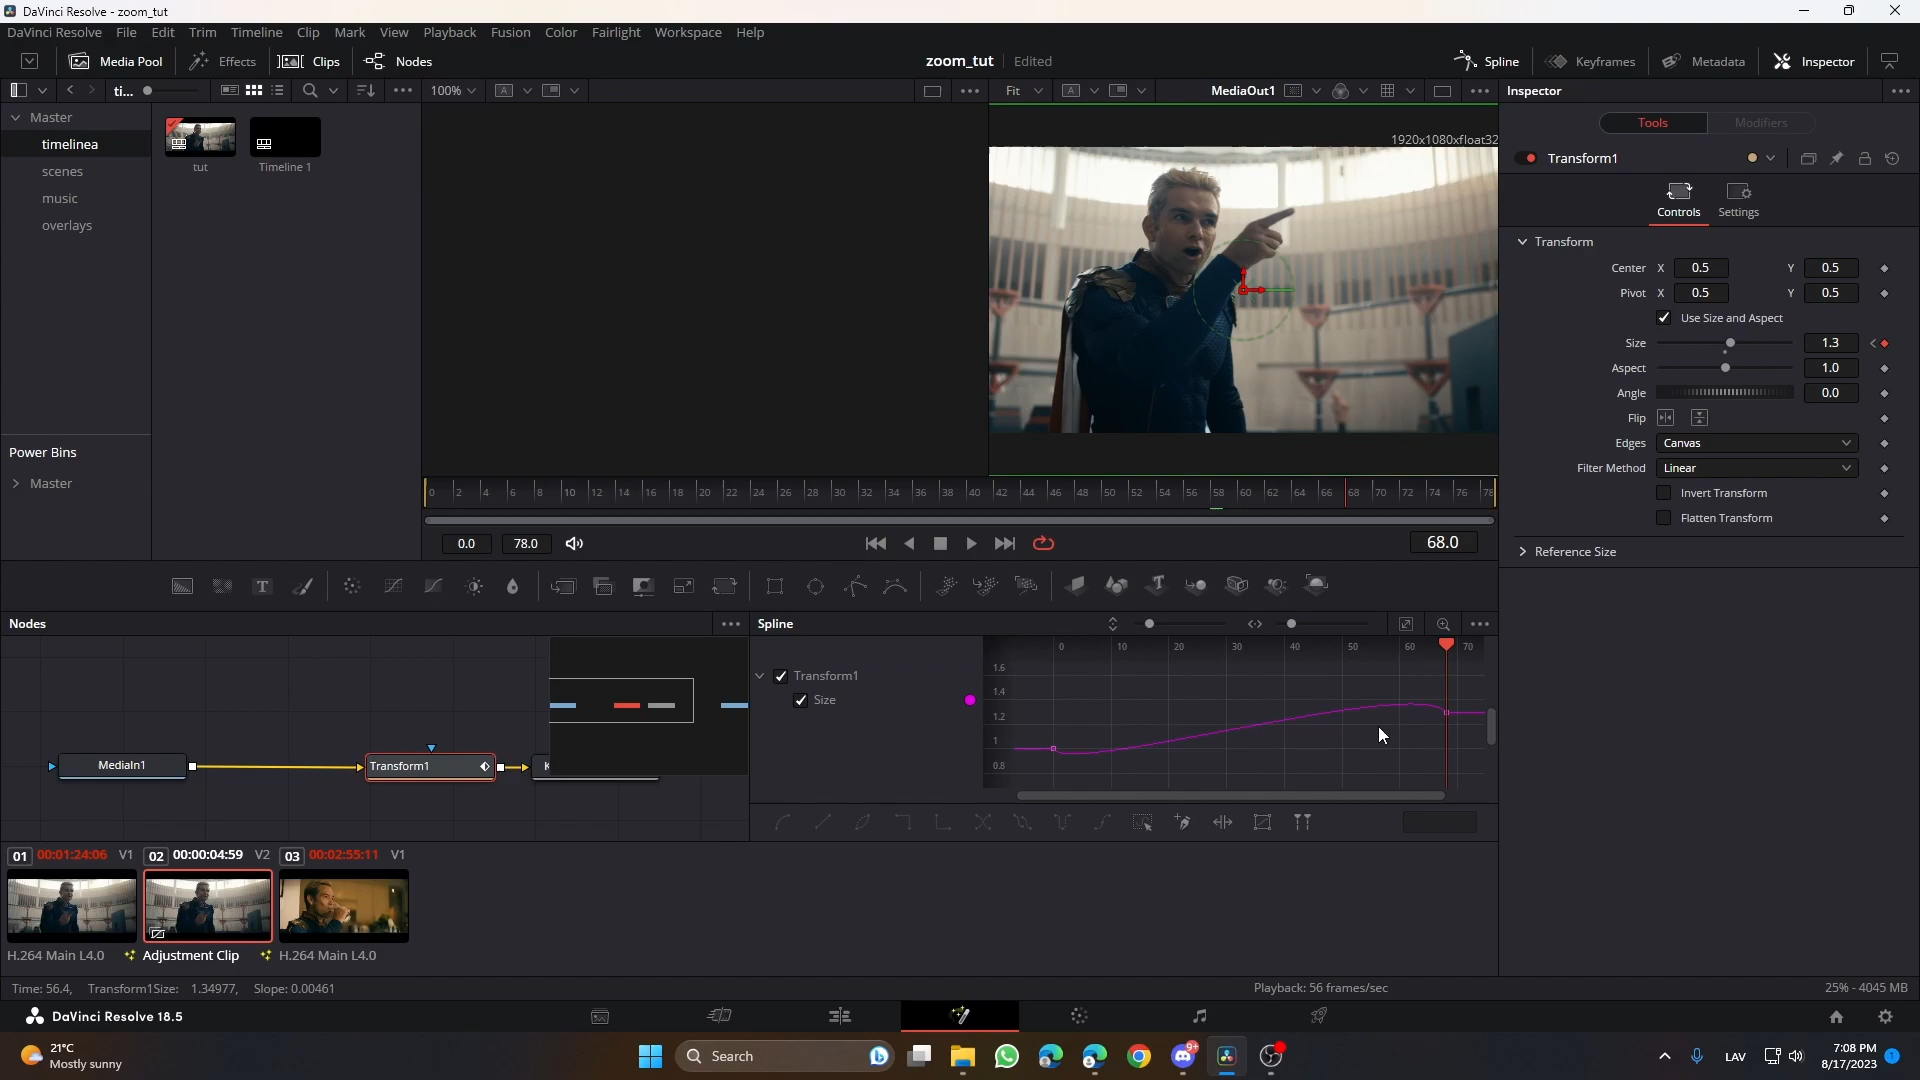 DaVinci Resolve - zoom_tut
DaVinci Resolve File Edit Trim Timeline Clip Mark View Playback Fusion Color Fairlight Workspace Help
Media Pool Effects Clips Nodes zoom_tut Edited Spline Keyframes Metadata Inspector
ti... 100% A Fit A MediaOut1 Inspector
Master
timelinea
scenes
music
overlays
tut
Timeline 1
Power Bins
Master
1920x1080xfloat32
Tools Modifiers
Transform1
Controls Settings
Transform
Center X 0.5 Y 0.5
Pivot X 0.5 Y 0.5
Use Size and Aspect
Size 1.3
Aspect 1.0
Angle 0.0
Flip
Edges Canvas
Filter Method Linear
Invert Transform
Flatten Transform
Reference Size
0 2 4 6 8 10 12 14 16 18 20 22 24 26 28 30 32 34 36 38 40 42 44 46 48 50 52 54 56 58 60 62 64 66 68 70 72 74 76 78
0.0 78.0 68.0
T T
Nodes
MediaIn1 Transform1 K
Spline
Transform1
Size
0 10 20 30 40 50 60 70
1.6
1.4
1.2
1
0.8
01 00:01:24:06 V1 02 00:00:04:59 V2 03 00:02:55:11 V1
H.264 Main L4.0 Adjustment Clip H.264 Main L4.0
Time: 56.4, Transform1Size: 1.34977, Slope: 0.00461 Playback: 56 frames/sec 25% - 4045 MB
DaVinci Resolve 18.5
21°C
Mostly sunny
Search
9+
LAV
7:08 PM
8/17/2023
1